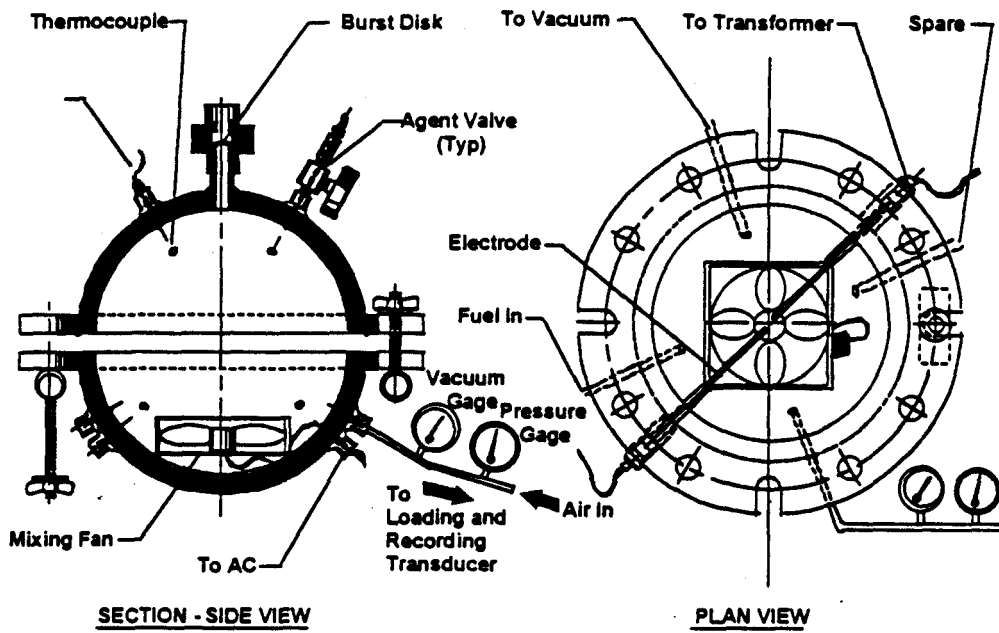 Thermocouple
Burst Disk
Agent Valve
(Typ)
Vacuum
Gage
Pressure
Gage
To
Loading and
Recording
Transducer
Air In
Mixing Fan
To AC
SECTION - SIDE VIEW
To Vacuum
To Transformer
Spare
Electrode
Fuel In
PLAN VIEW